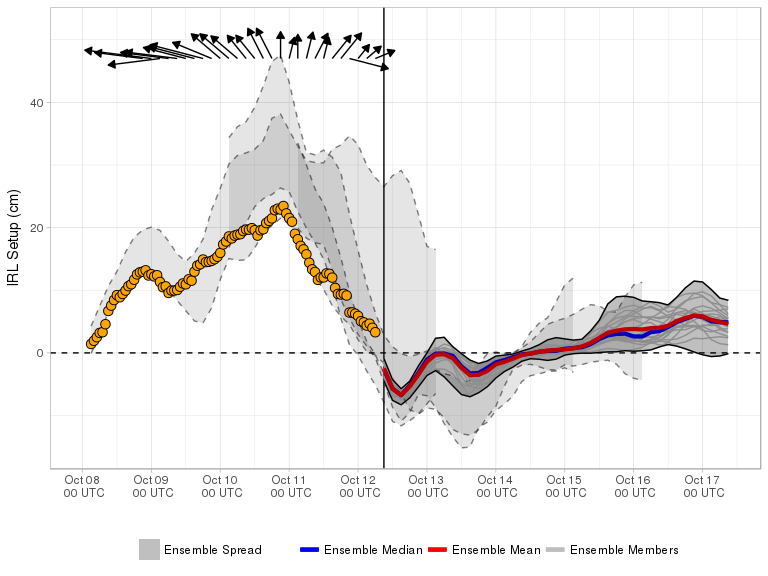 40
20
0
IRL Setup (cm)
Oct 08 Oct 09 Oct 10 Oct 11 Oct 12 Oct 13 Oct 14 Oct 15 Oct 16 Oct 17
00 UTC 00 UTC 00 UTC 00 UTC 00 UTC 00 UTC 00 UTC 00 UTC 00 UTC 00 UTC
Ensemble Spread Ensemble Median Ensemble Mean Ensemble Members